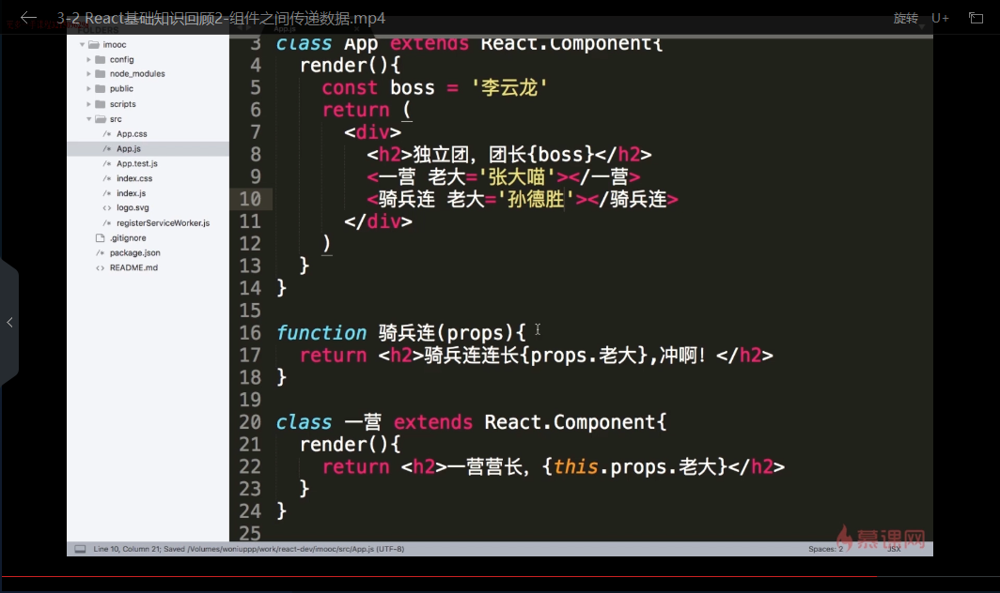 3-2 React基础知识回顾2-组件之间传递数据.mp4
旋转 U+
FOLDERS
App.js
imooc
config
node_modules
public
scripts
src
App.css
App.js
App.test.js
index.css
index.js
logo.svg
registerServiceWorker.js
.gitignore
package.json
README.md
3 class App extends React.Component{
4 render(){
5 const boss = '李云龙'
6 return (
7 <div>
8 <h2>独立团，团长{boss}</h2>
9 <一营 老大='张大喵'></一营>
10 <骑兵连 老大='孙德胜'></骑兵连>
11 </div>
12 )
13 }
14 }
15
16 function 骑兵连(props){
17 return <h2>骑兵连连长{props.老大},冲啊！</h2>
18 }
19
20 class 一营 extends React.Component{
21 render(){
22 return <h2>一营营长，{this.props.老大}</h2>
23 }
24 }
25
Line 10, Column 21; Saved /Volumes/woniuppp/work/react-dev/imooc/src/App.js (UTF-8)
Spaces: 2
JSX
慕课网